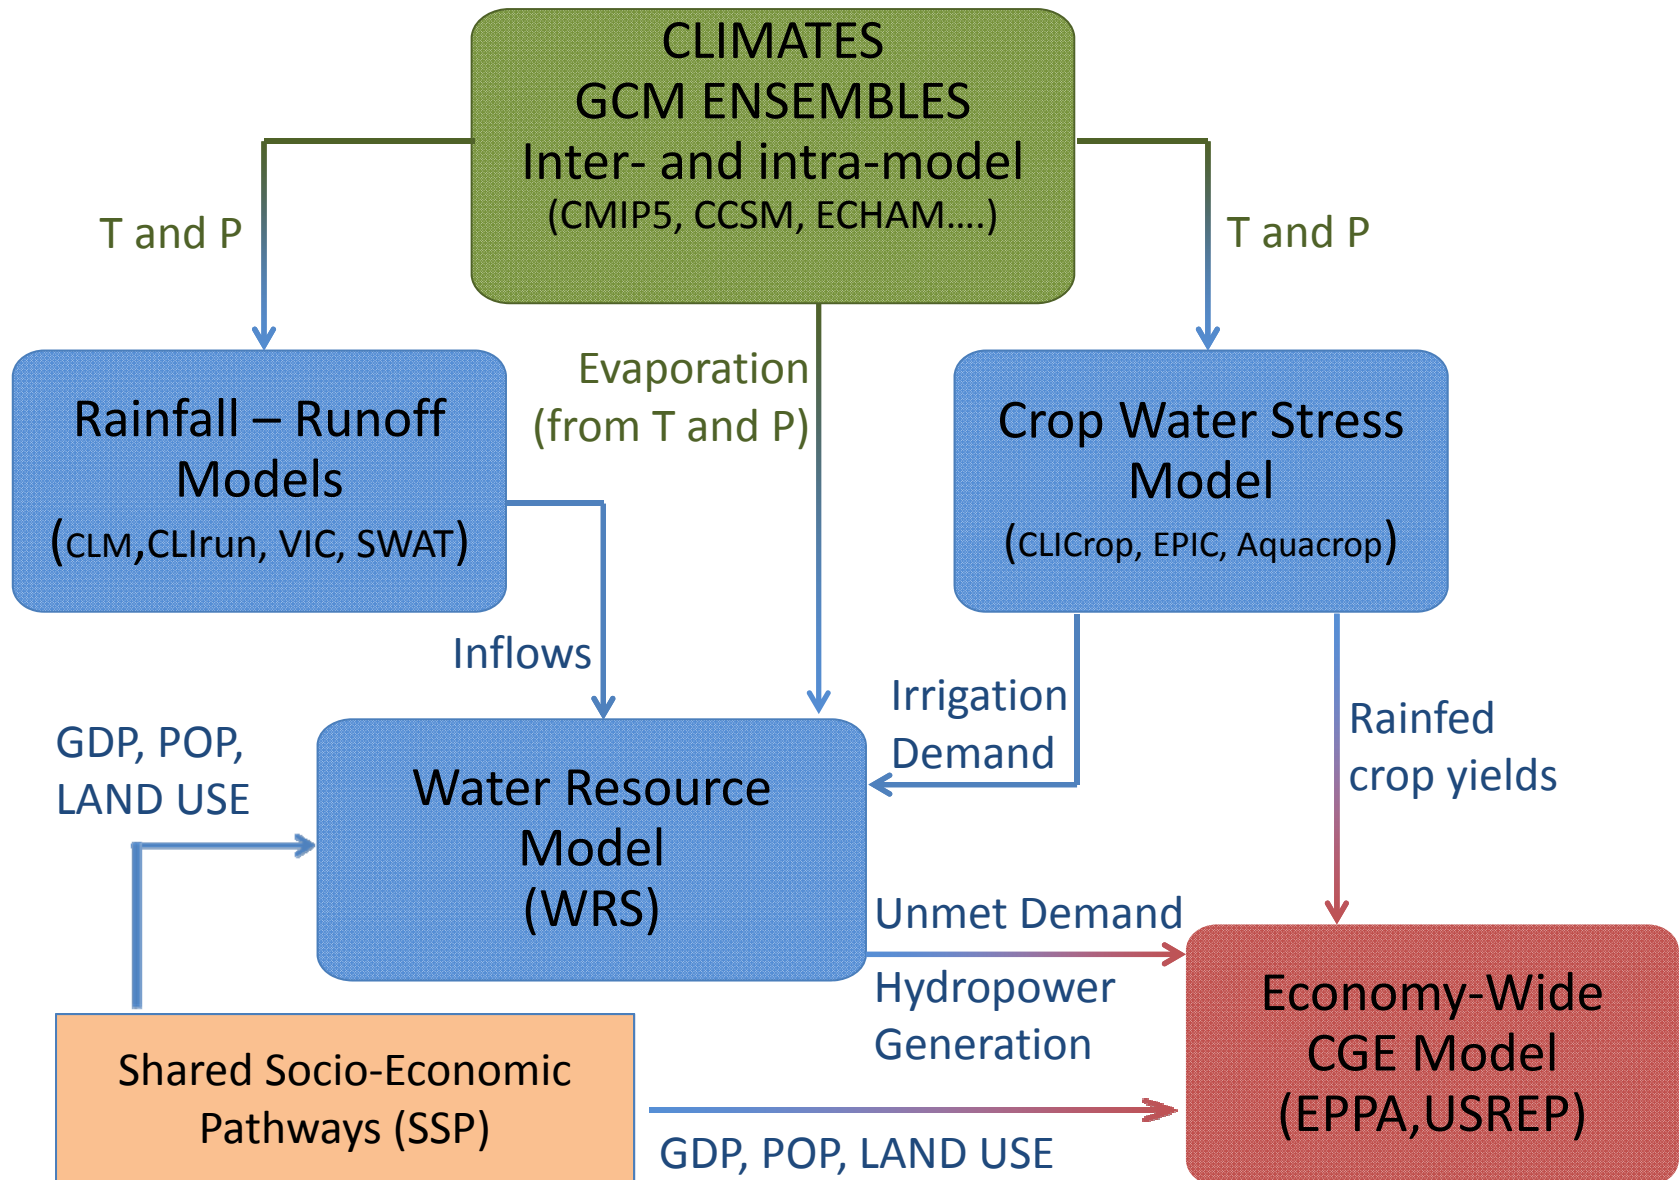 CLIMATES
GCM ENSEMBLES
Inter- and intra-model
(CMIP5, CCSM, ECHAM....)
T and P
T and P
Evaporation
(from T and P)
Rainfall – Runoff
Models
(CLM,CLIrun, VIC, SWAT)
Crop Water Stress
Model
(CLICrop, EPIC, Aquacrop)
Inflows
Irrigation
Demand
Rainfed
crop yields
GDP, POP,
LAND USE
Water Resource
Model
(WRS)
Unmet Demand
Hydropower
Generation
Economy-Wide
CGE Model
(EPPA,USREP)
Shared Socio-Economic
Pathways (SSP)
GDP, POP, LAND USE